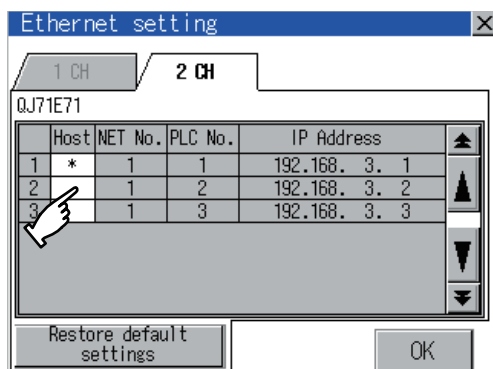 Ethernet setting
1 CH 2 CH
QJ71E71
Host NET No. PLC No. IP Address
1 * 1 1 192.168. 3. 1
2 1 2 192.168. 3. 2
3 1 3 192.168. 3. 3
Restore default
settings
OK